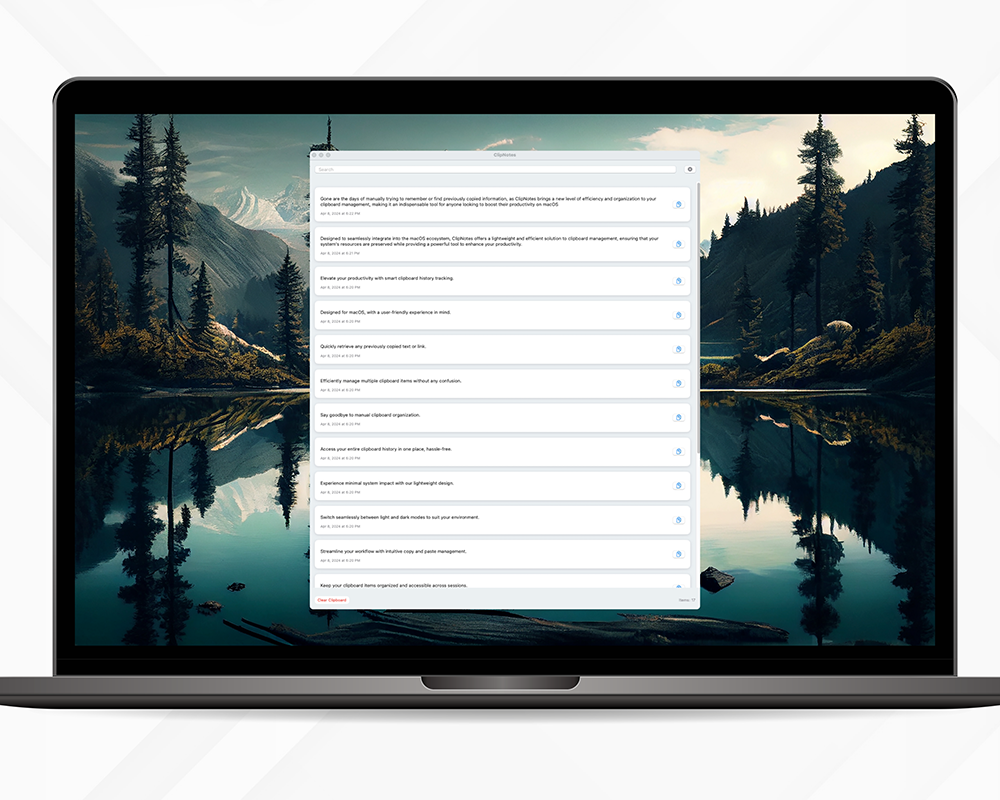 ClipNotes
Search
Gone are the days of manually trying to remember or find previously copied information, as ClipNotes brings a new level of efficiency and organization to your
clipboard management, making it an indispensable tool for anyone looking to boost their productivity on macOS
Apr 8, 2024 at 6:22 PM
Designed to seamlessly integrate into the macOS ecosystem, ClipNotes offers a lightweight and efficient solution to clipboard management, ensuring that your
system's resources are preserved while providing a powerful tool to enhance your productivity.
Apr 8, 2024 at 6:21 PM
Elevate your productivity with smart clipboard history tracking.
Apr 8, 2024 at 6:20 PM
Designed for macOS, with a user-friendly experience in mind.
Apr 8, 2024 at 6:20 PM
Quickly retrieve any previously copied text or link.
Apr 8, 2024 at 6:20 PM
Efficiently manage multiple clipboard items without any confusion.
Apr 8, 2024 at 6:20 PM
Say goodbye to manual clipboard organization.
Apr 8, 2024 at 6:20 PM
Access your entire clipboard history in one place, hassle-free.
Apr 8, 2024 at 6:20 PM
Experience minimal system impact with our lightweight design.
Apr 8, 2024 at 6:20 PM
Switch seamlessly between light and dark modes to suit your environment.
Apr 8, 2024 at 6:20 PM
Streamline your workflow with intuitive copy and paste management.
Apr 8, 2024 at 6:20 PM
Keep your clipboard items organized and accessible across sessions.
Clear Clipboard
Items: 17